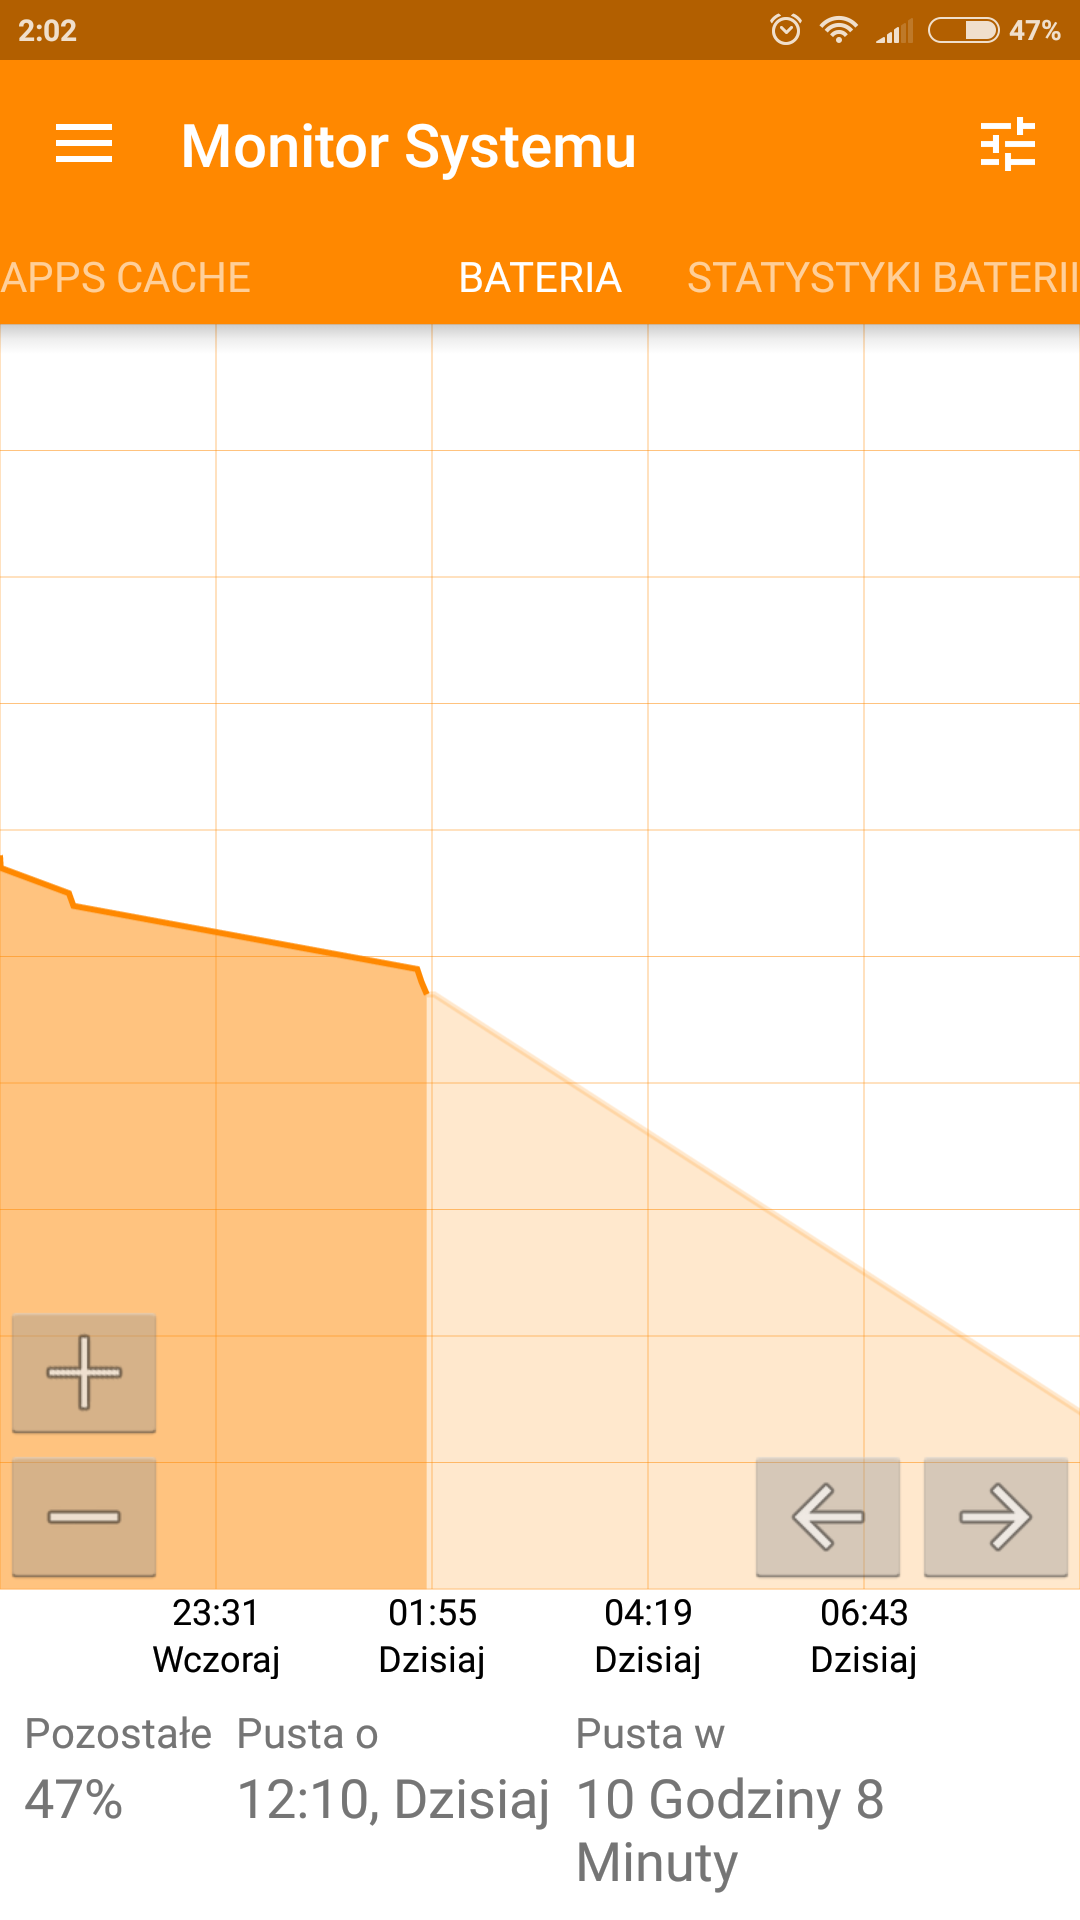 2:02 47%
Monitor Systemu
APPS CACHE BATERIA STATYSTYKI BATERII
23:31 01:55 04:19 06:43
Wczoraj Dzisiaj Dzisiaj Dzisiaj
Pozostałe Pusta o Pusta w
47% 12:10, Dzisiaj 10 Godziny 8
Minuty